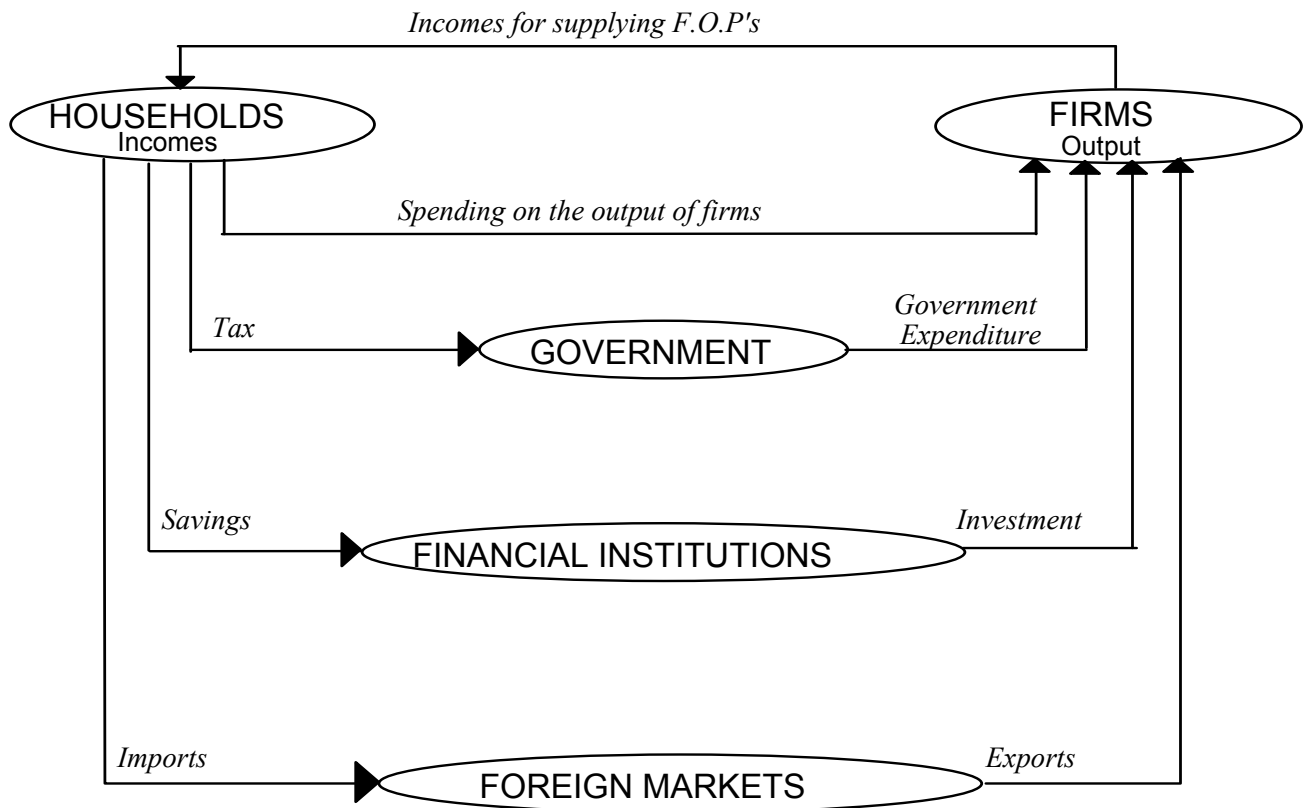 Incomes for supplying F.O.P's
HOUSEHOLDS
Incomes
FIRMS
Output
Spending on the output of firms
Tax
GOVERNMENT
Government
Expenditure
Savings
FINANCIAL INSTITUTIONS
Investment
Imports
FOREIGN MARKETS
Exports